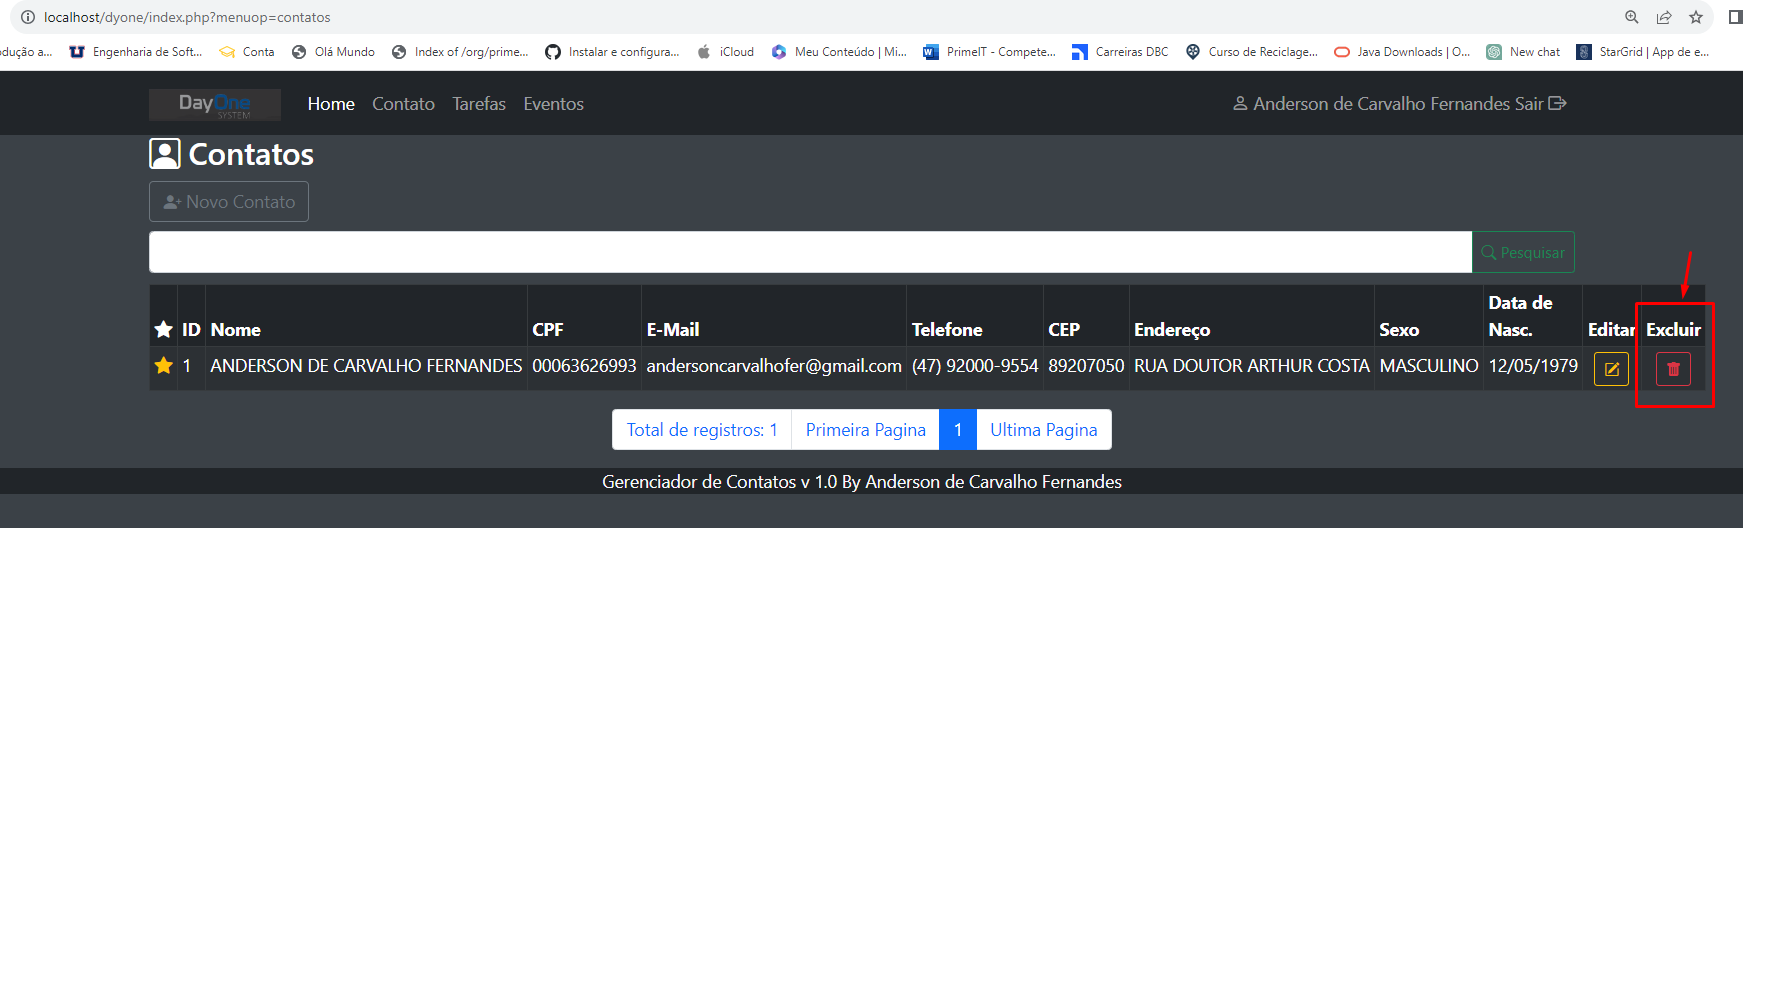 localhost/dyone/index.php?menuop=contatos
odução a... Engenharia de Soft... Conta Olá Mundo Index of /org/prime... Instalar e configura... iCloud Meu Conteúdo | Mi... PrimeIT - Compete... Carreiras DBC Curso de Reciclage... Java Downloads | O... New chat StarGrid | App de e...
DayOne SYSTEM Home Contato Tarefas Eventos Anderson de Carvalho Fernandes Sair
Contatos
Novo Contato
Pesquisar
ID Nome CPF E-Mail Telefone CEP Endereço Sexo Data de Nasc. Editar Excluir
1 ANDERSON DE CARVALHO FERNANDES 00063626993 andersoncarvalhofer@gmail.com (47) 92000-9554 89207050 RUA DOUTOR ARTHUR COSTA MASCULINO 12/05/1979
Total de registros: 1 Primeira Pagina 1 Ultima Pagina
Gerenciador de Contatos v 1.0 By Anderson de Carvalho Fernandes